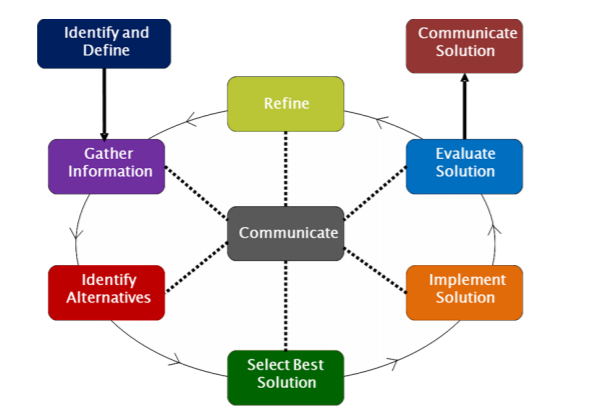 Identify and
Define
Communicate
Solution
Refine
Gather
Information
Evaluate
Solution
Communicate
Identify
Alternatives
Implement
Solution
Select Best
Solution